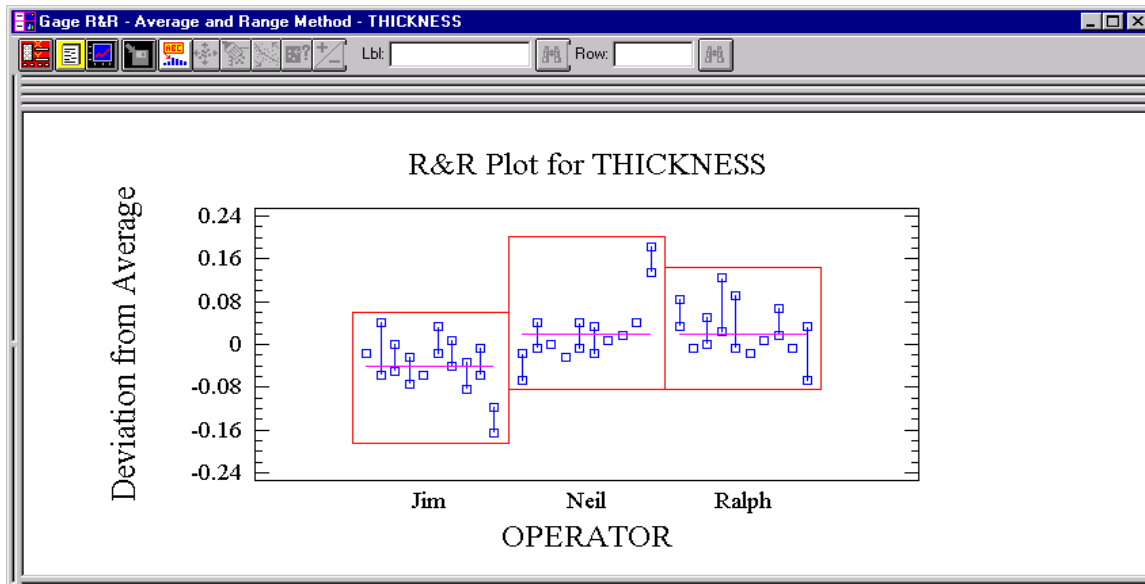 Gage R&R - Average and Range Method - THICKNESS
ABC
Lbl:
Row:
R&R Plot for THICKNESS
Deviation from Average
0.24
0.16
0.08
0
-0.08
-0.16
-0.24
Jim Neil Ralph
OPERATOR